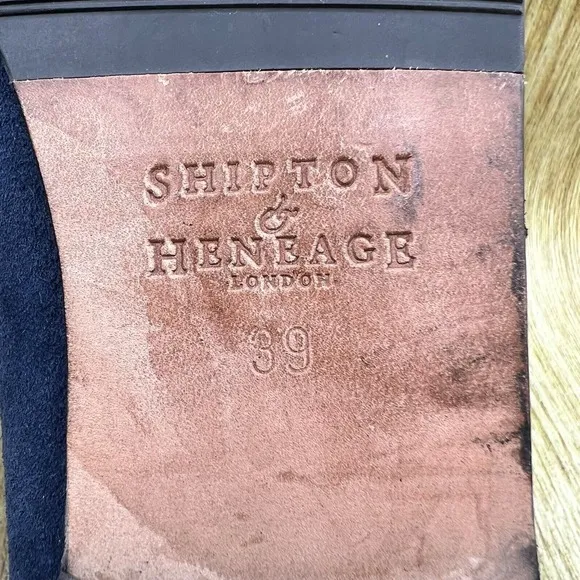 SHIPTON
&
HENEAGE
LONDON
39